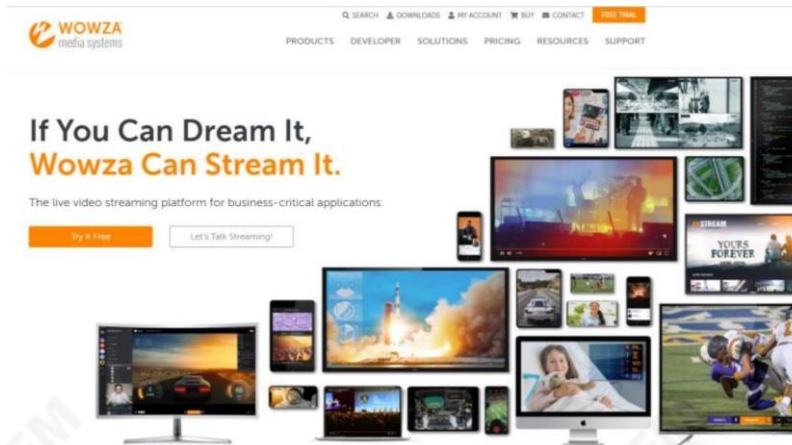 SEARCH DOWNLOADS MY ACCOUNT BUY CONTACT FREE TRIAL
WOWZA
media systems
PRODUCTS DEVELOPER SOLUTIONS PRICING RESOURCES SUPPORT
If You Can Dream It,
Wowza Can Stream It.
The live video streaming platform for business-critical applications.
Try It Free Let's Talk Streaming!
STREAM
YOURS
FOREVER